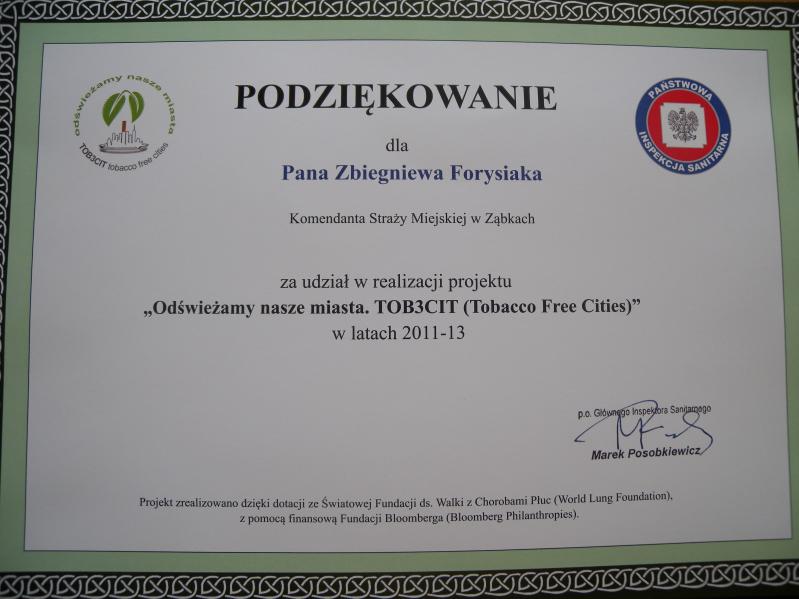 odświeżamy nasze miasta
TOB3CIT tobacco free cities
PODZIĘKOWANIE
PAŃSTWOWA
INSPEKCJA SANITARNA
dla
Pana Zbiegniewa Forysiaka
Komendanta Straży Miejskiej w Ząbkach
za udział w realizacji projektu
„Odświeżamy nasze miasta. TOB3CIT (Tobacco Free Cities)”
w latach 2011-13
p.o. Głównego Inspektora Sanitarnego
Marek Posobkiewicz
Projekt zrealizowano dzięki dotacji ze Światowej Fundacji ds. Walki z Chorobami Płuc (World Lung Foundation),
z pomocą finansową Fundacji Bloomberga (Bloomberg Philanthropies).